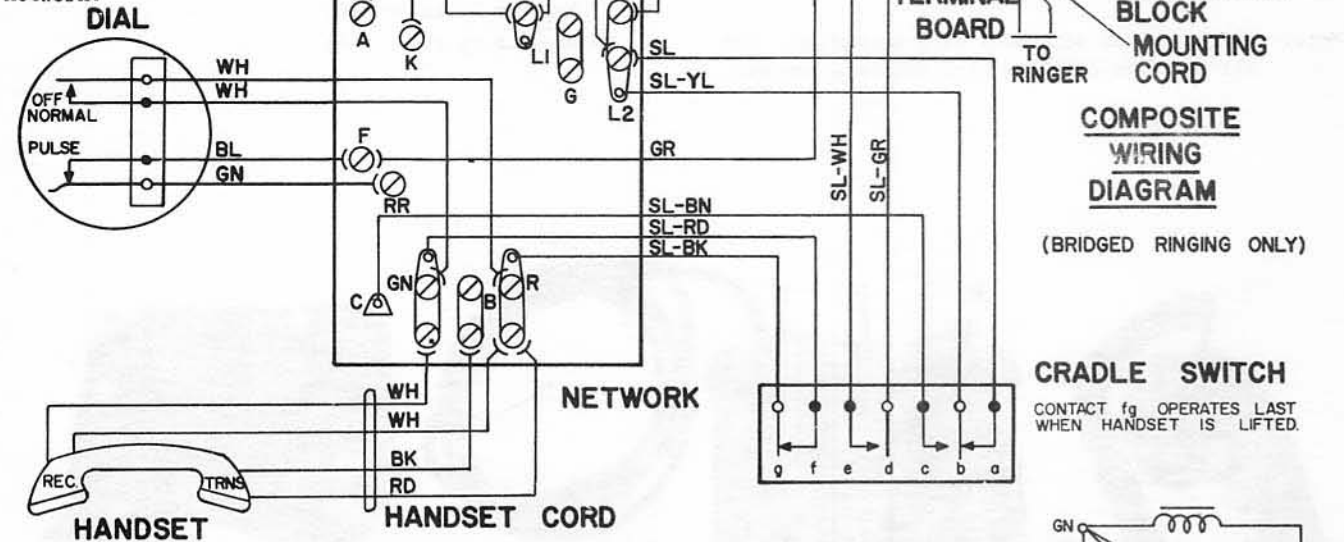 DIAL
OFF
NORMAL
PULSE
WH
WH
BL
GN
A
K
L1
G
L2
F
RR
C
GN
B
R
SL
SL-YL
GR
SL-WH
SL-GR
SL-BN
SL-RD
SL-BK
NETWORK
BOARD
TO
RINGER
BLOCK
MOUNTING
CORD
COMPOSITE
WIRING
DIAGRAM
(BRIDGED RINGING ONLY)
CRADLE SWITCH
CONTACT fg OPERATES LAST
WHEN HANDSET IS LIFTED.
g f e d c b a
WH
WH
BK
RD
REC.
TRNS
HANDSET
HANDSET CORD
GN